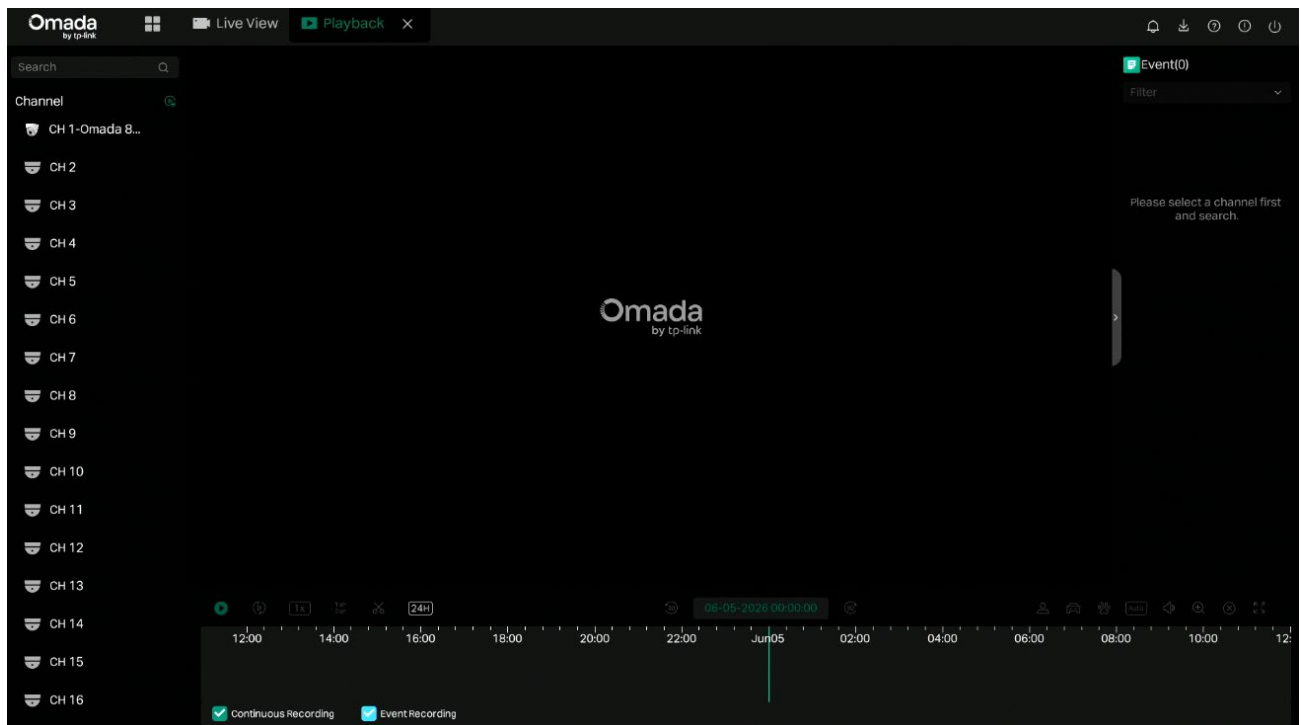 Omada
by tp-link
Live View
Playback
Search
Channel
CH 1-Omada 8...
CH 2
CH 3
CH 4
CH 5
CH 6
CH 7
CH 8
CH 9
CH 10
CH 11
CH 12
CH 13
CH 14
CH 15
CH 16
Omada
by tp-link
Event(0)
Filter
Please select a channel first
and search.
1x
24H
30
06-05-2026 00:00:00
Auto
12:00 14:00 16:00 18:00 20:00 22:00 Jun05 02:00 04:00 06:00 08:00 10:00 12:
Continuous Recording
Event Recording